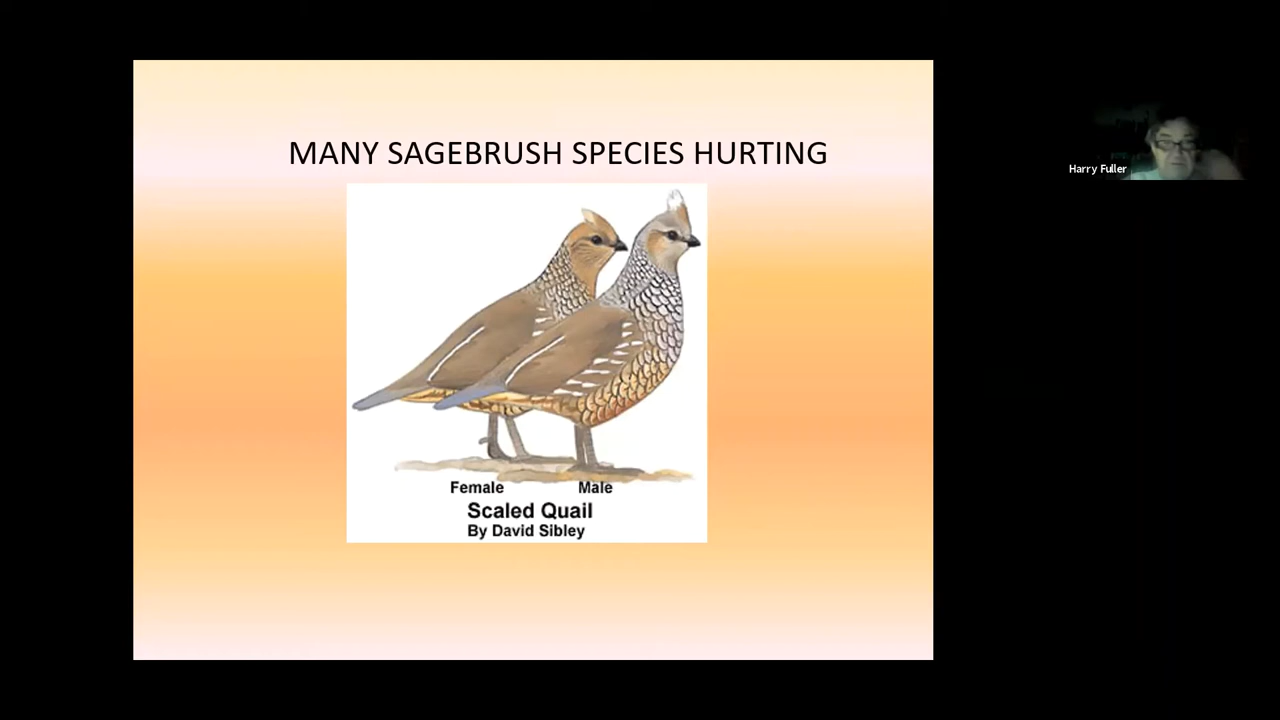 MANY SAGEBRUSH SPECIES HURTING
Harry Fuller
Female Male
Scaled Quail
By David Sibley